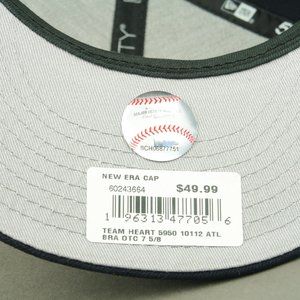 NEW ERA CAP
60243664 $49.99
1 96313 47705 6
TEAM HEART 5950 10112 ATL
BRA OTC 7 5/8